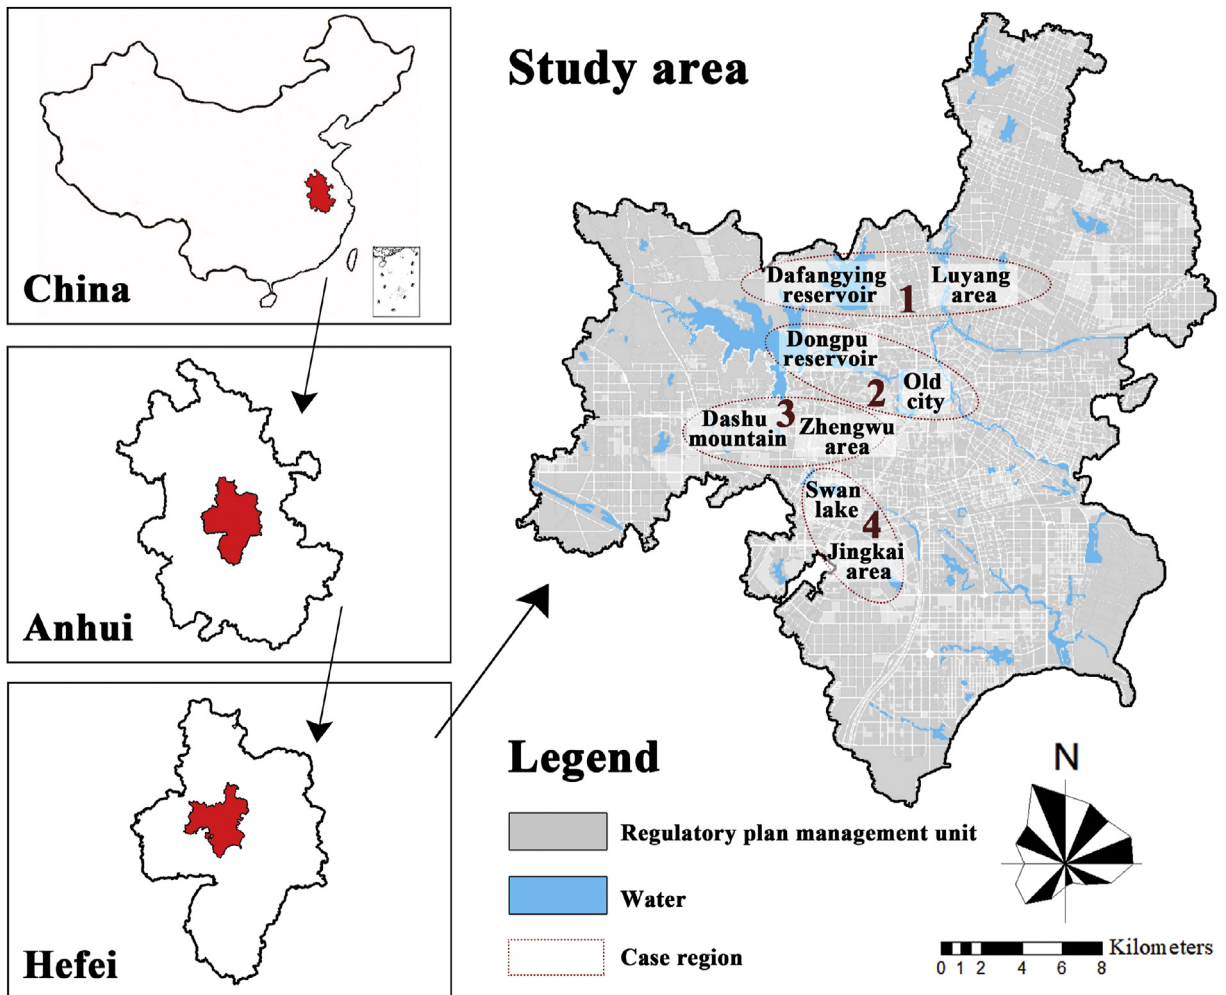 China
Anhui
Hefei
Study area
Dafangying
reservoir
1
Luyang
area
Dongpu
reservoir
2
Old
city
Dashu
mountain
3
Zhengwu
area
Swan
lake
4
Jingkai
area
Legend
Regulatory plan management unit
Water
Case region
N
Kilometers
0 1 2 4 6 8